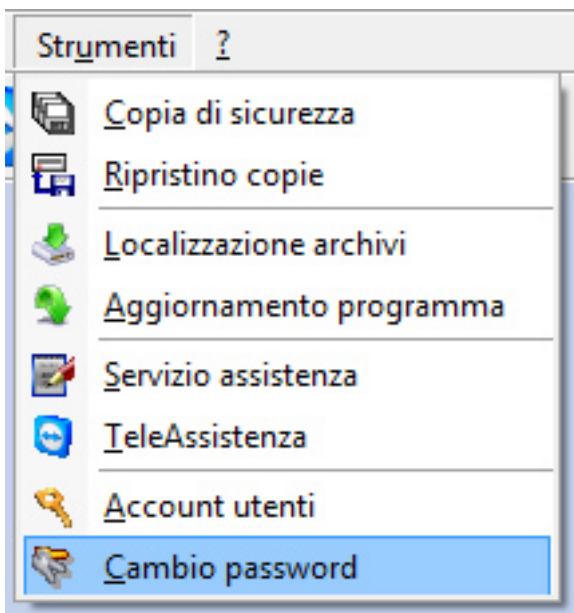 Strumenti ?
Copia di sicurezza
Ripristino copie
Localizzazione archivi
Aggiornamento programma
Servizio assistenza
TeleAssistenza
Account utenti
Cambio password